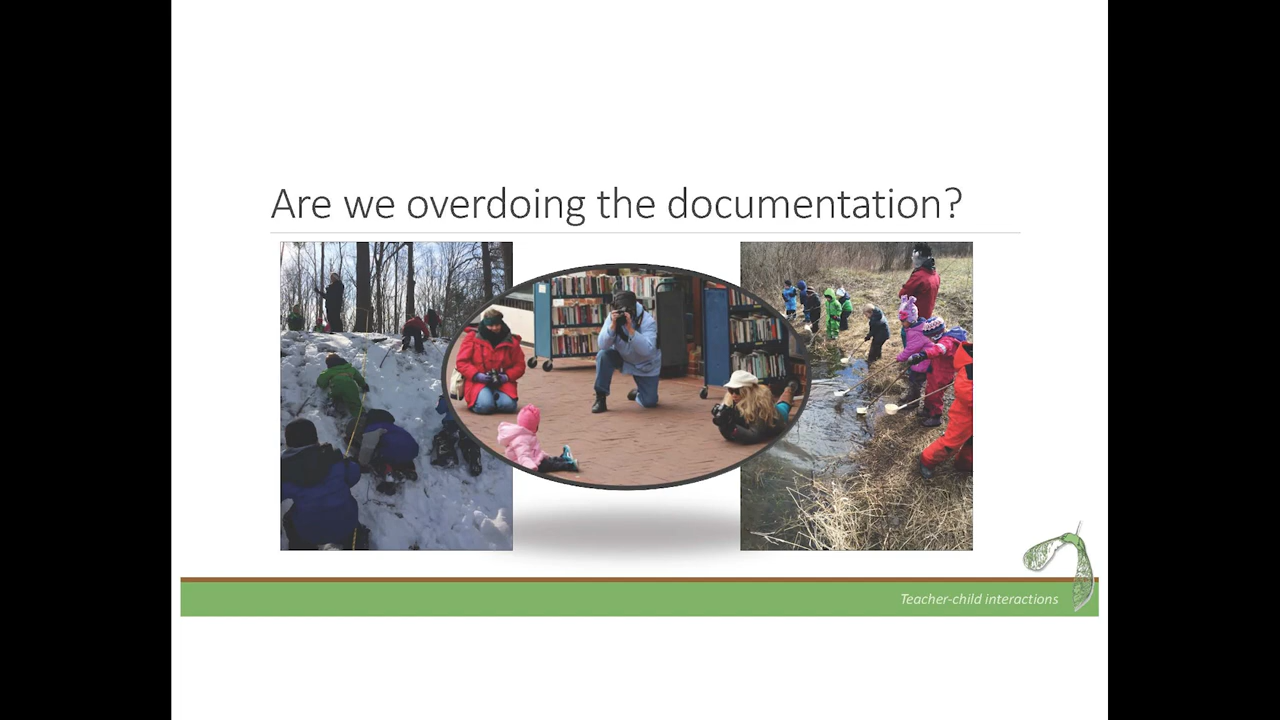 Are we overdoing the documentation?
Teacher-child interactions